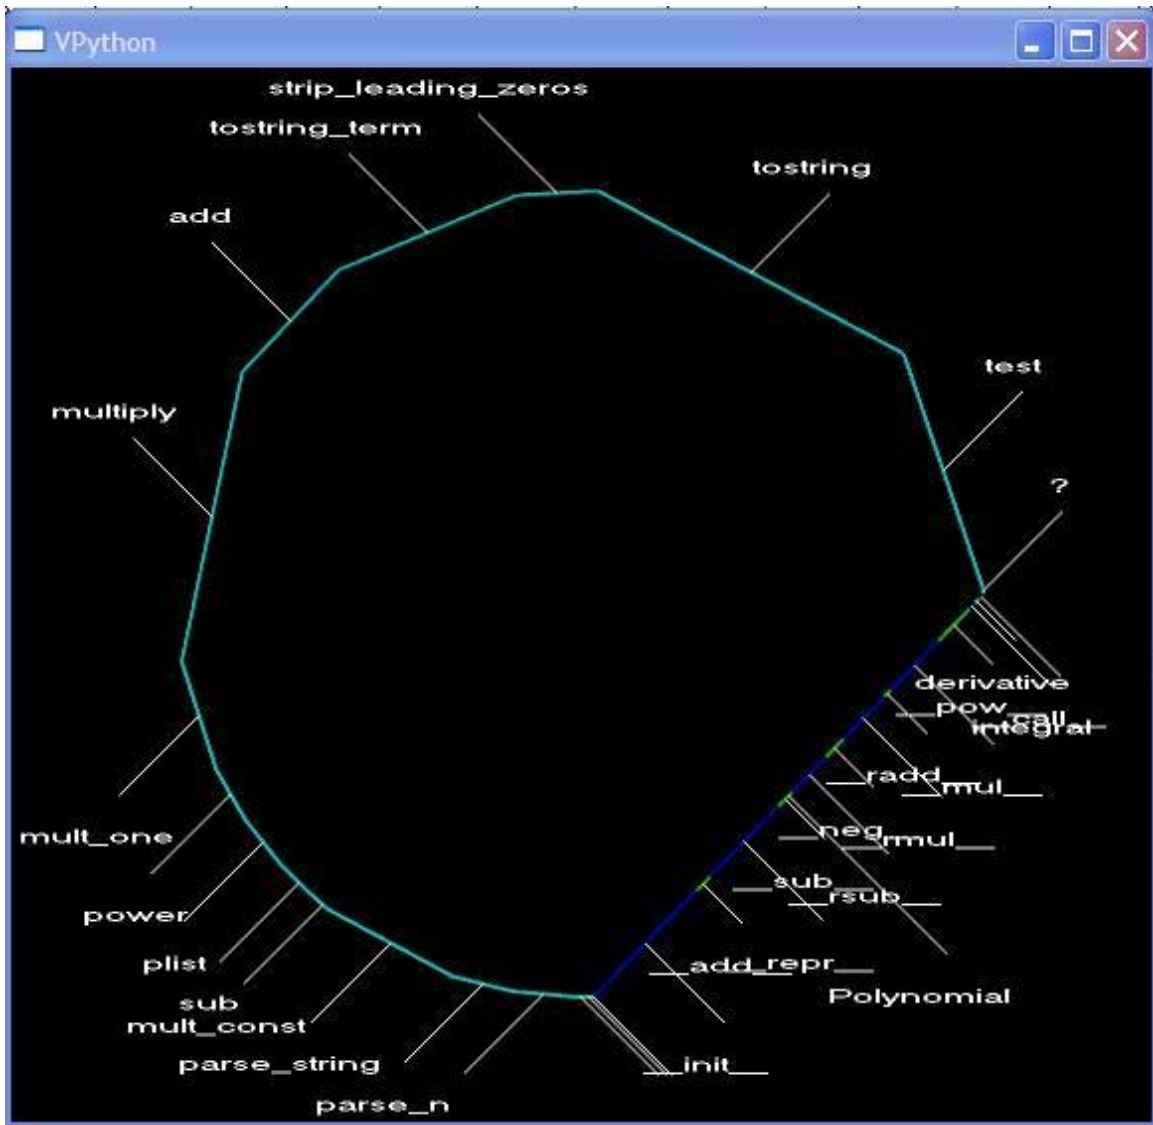 VPython
strip_leading_zeros
tostring_term
tostring
add
test
multiply
?
derivative
__pow__
__call__
integral
__radd__
__mul__
__neg__
mult_one
__rmul__
__sub__
__rsub__
power
plist
__add__
__repr__
Polynomial
sub
mult_const
parse_string
__init__
parse_n